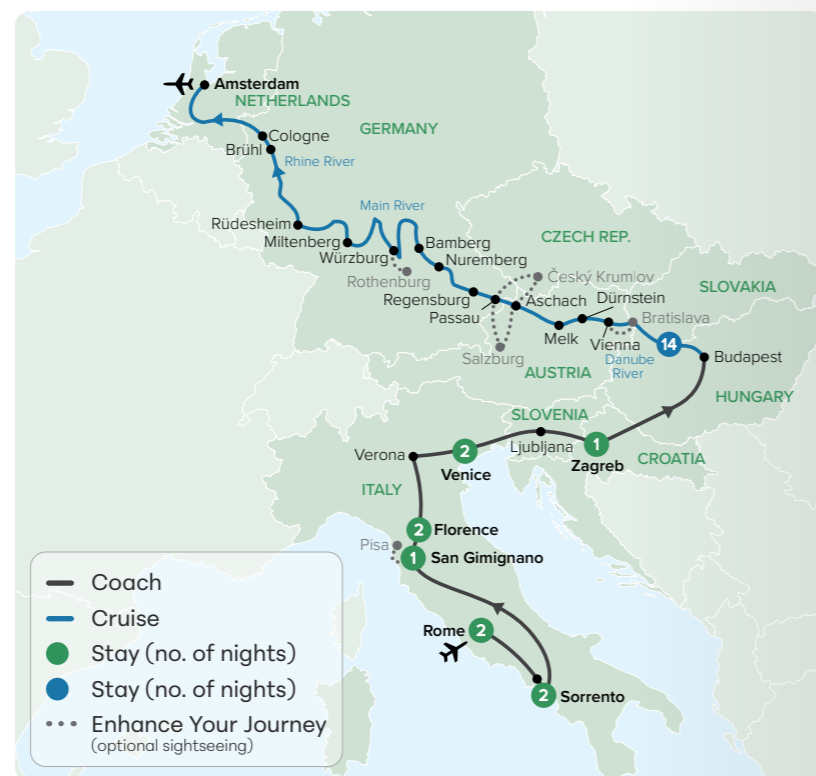 Amsterdam
NETHERLANDS
GERMANY
Cologne
Brühl
Rhine River
Main River
Rüdesheim
Miltenberg
Würzburg
Bamberg
Nuremberg
Rothenburg
CZECH REP.
Český Krumlov
Regensburg
Passau
Aschach
Dürnstein
SLOVAKIA
Bratislava
Salzburg
Melk
Vienna
14
Danube
River
Budapest
AUSTRIA
HUNGARY
SLOVENIA
Verona
2
Venice
Ljubljana
1
Zagreb
CROATIA
ITALY
2
Florence
Pisa
1
San Gimignano
Rome
2
2
Sorrento
Coach
Cruise
Stay (no. of nights)
Stay (no. of nights)
Enhance Your Journey
(optional sightseeing)